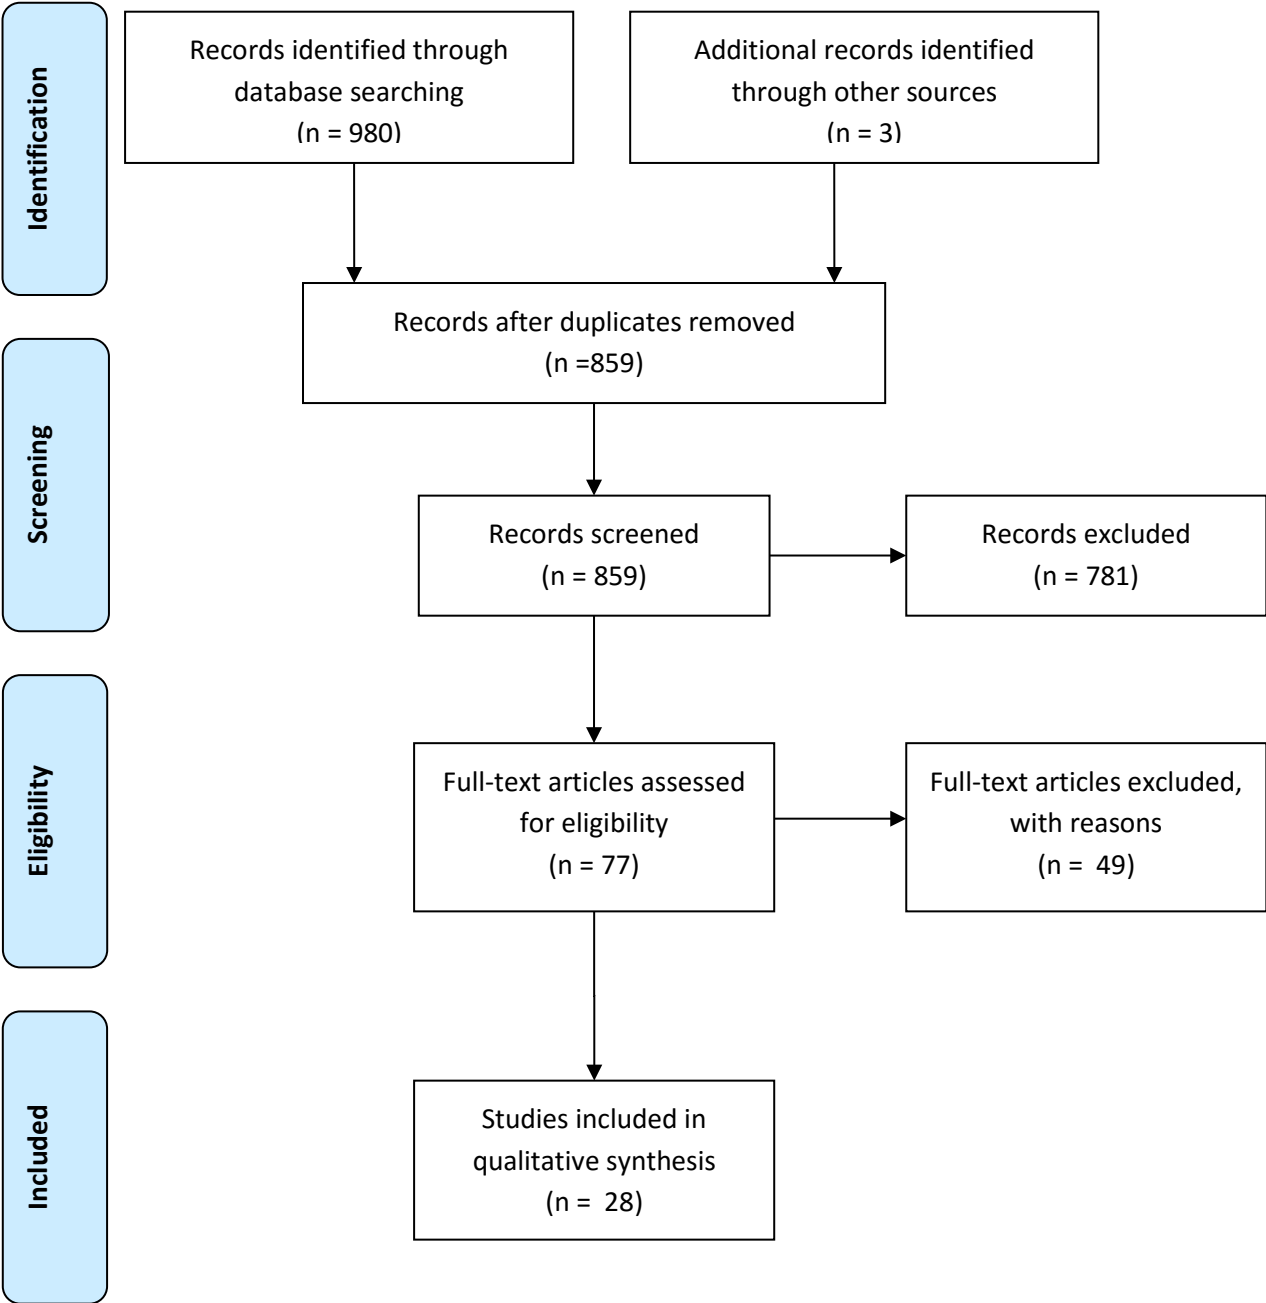 Identification
Records identified through
database searching
(n = 980)
Additional records identified
through other sources
(n = 3)
Records after duplicates removed
(n =859)
Screening
Records screened
(n = 859)
Records excluded
(n = 781)
Eligibility
Full-text articles assessed
for eligibility
(n = 77)
Full-text articles excluded,
with reasons
(n =  49)
Included
Studies included in
qualitative synthesis
(n =  28)